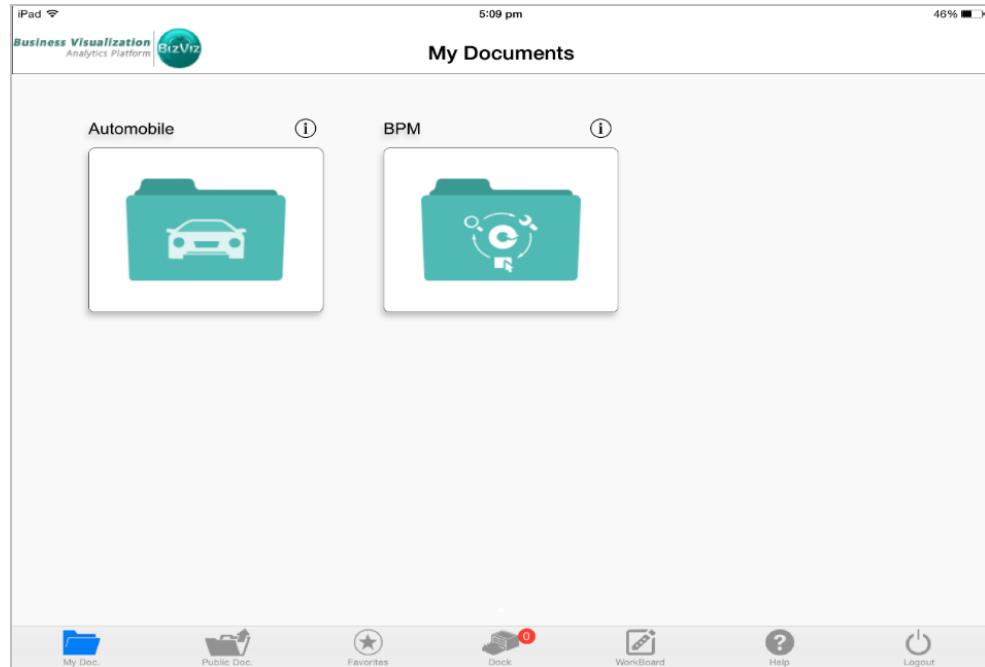 iPad 5:09 pm 46%
Business Visualization
Analytics Platform
BIZVIZ
My Documents
Automobile BPM
0
My Doc. Public Doc. Favorites Dock WorkBoard Help Logout